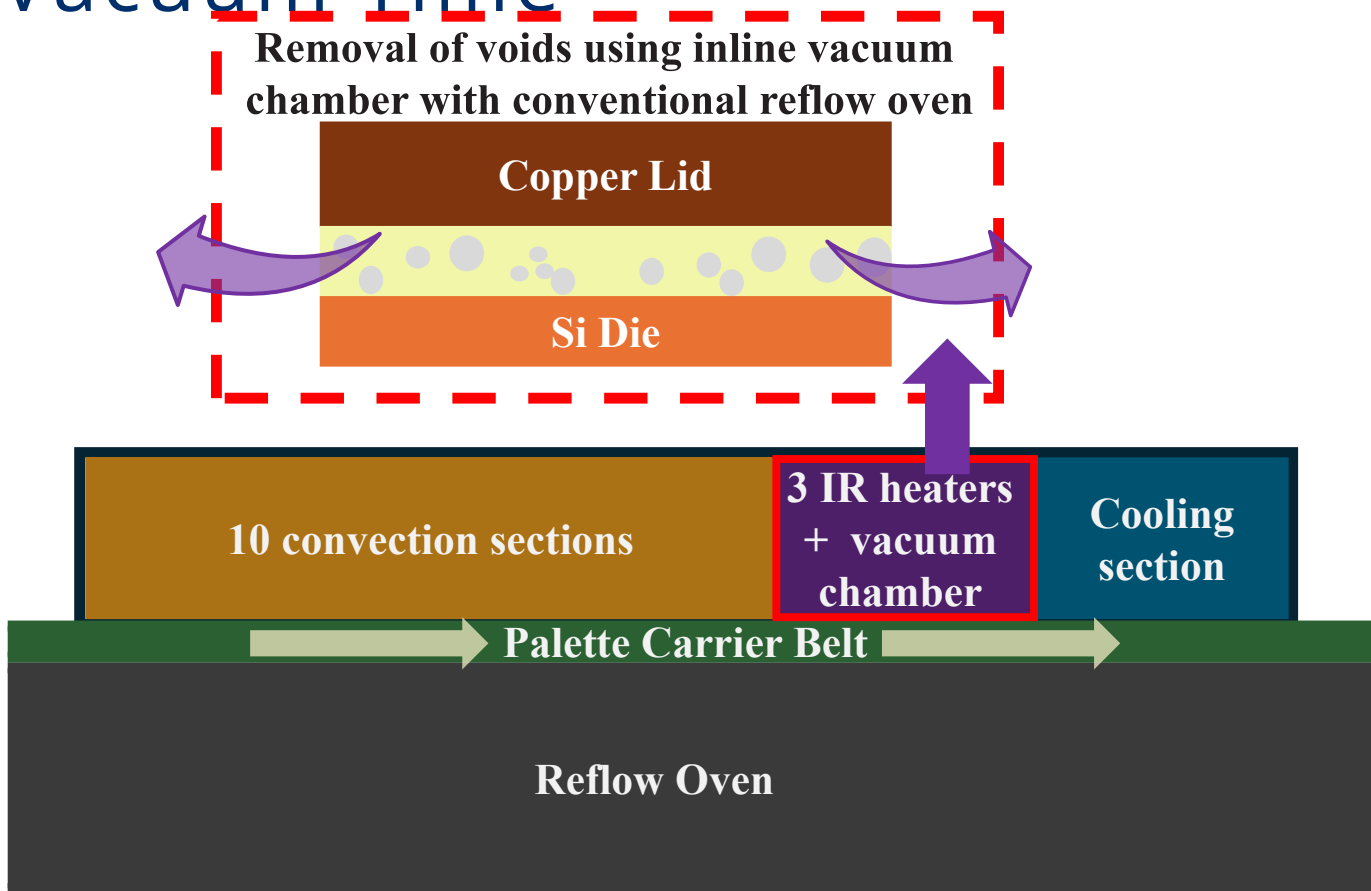 Removal of voids using inline vacuum
chamber with conventional reflow oven
Copper Lid
Si Die
10 convection sections
3 IR heaters
+ vacuum
chamber
Cooling
section
Palette Carrier Belt
Reflow Oven